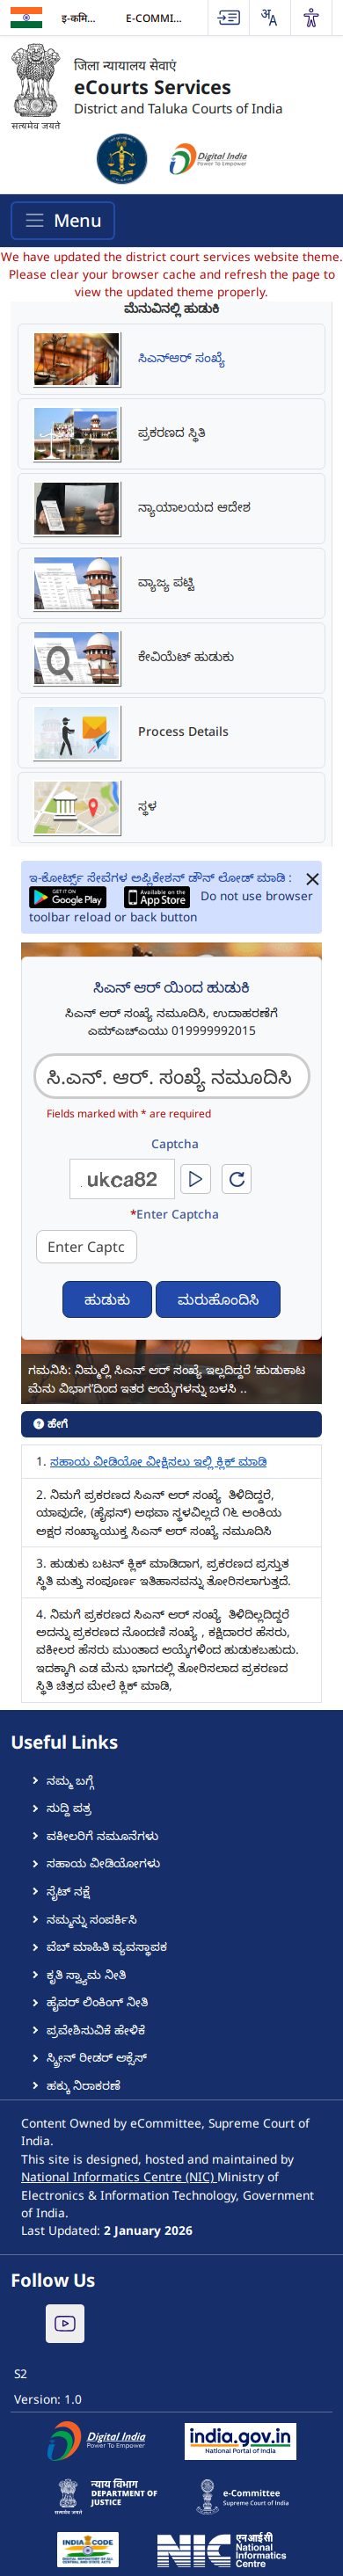 इ-कमि...
E-COMMI...
अ A
सत्यमेव जयते
जिला न्यायालय सेवाएं
eCourts Services
District and Taluka Courts of India
Digital India
Power To Empower
Menu
We have updated the district court services website theme.
Please clear your browser cache and refresh the page to
view the updated theme properly.
ಮೆನುವಿನಲ್ಲಿ ಹುಡುಕಿ
ಸಿಎನ್ಆರ್ ಸಂಖ್ಯೆ
ಪ್ರಕರಣದ ಸ್ಥಿತಿ
ನ್ಯಾಯಾಲಯದ ಆದೇಶ
ವ್ಯಾಜ್ಯ ಪಟ್ಟಿ
ಕೇವಿಯೆಟ್ ಹುಡುಕು
Process Details
ಸ್ಥಳ
ಇ-ಕೋರ್ಟ್ಸ್ ಸೇವೆಗಳ ಅಪ್ಲಿಕೇಶನ್ ಡೌನ್ ಲೋಡ್ ಮಾಡಿ :
GET IT ON Google Play Available on the App Store Do not use browser
toolbar reload or back button
ಸಿಎನ್ ಆರ್ ಯಿಂದ ಹುಡುಕಿ
ಸಿಎನ್ ಆರ್ ಸಂಖ್ಯೆ ನಮೂದಿಸಿ, ಉದಾಹರಣೆಗೆ
ಎಮ್ಎಚ್ಎಯು 019999992015
ಸಿ.ಎನ್. ಆರ್. ಸಂಖ್ಯೆ ನಮೂದಿಸಿ
Fields marked with * are required
Captcha
ukca82
*Enter Captcha
Enter Captc
ಹುಡುಕು ಮರುಹೊಂದಿಸಿ
ಗಮನಿಸಿ: ನಿಮ್ಮಲ್ಲಿ ಸಿಎನ್ ಆರ್ ಸಂಖ್ಯೆ ಇಲ್ಲದಿದ್ದರೆ ‘ಹುಡುಕಾಟ
ಮೆನು ವಿಭಾಗ’ದಿಂದ ಇತರ ಆಯ್ಕೆಗಳನ್ನು ಬಳಸಿ ..
ಹೇಗೆ
1. ಸಹಾಯ ವೀಡಿಯೋ ವೀಕ್ಷಿಸಲು ಇಲ್ಲಿ ಕ್ಲಿಕ್ ಮಾಡಿ
2. ನಿಮಗೆ ಪ್ರಕರಣದ ಸಿಎನ್ ಆರ್ ಸಂಖ್ಯೆ ತಿಳಿದಿದ್ದರೆ,
ಯಾವುದೇ, (ಹೈಫನ್) ಅಥವಾ ಸ್ಥಳವಿಲ್ಲದೆ ೧೬ ಅಂಕಿಯ
ಅಕ್ಷರ ಸಂಖ್ಯಾಯುಕ್ತ ಸಿಎನ್ ಆರ್ ಸಂಖ್ಯೆ ನಮೂದಿಸಿ
3. ಹುಡುಕು ಬಟನ್ ಕ್ಲಿಕ್ ಮಾಡಿದಾಗ, ಪ್ರಕರಣದ ಪ್ರಸ್ತುತ
ಸ್ಥಿತಿ ಮತ್ತು ಸಂಪೂರ್ಣ ಇತಿಹಾಸವನ್ನು ತೋರಿಸಲಾಗುತ್ತದೆ.
4. ನಿಮಗೆ ಪ್ರಕರಣದ ಸಿಎನ್ ಆರ್ ಸಂಖ್ಯೆ ತಿಳಿದಿಲ್ಲದಿದ್ದರೆ
ಅದನ್ನು ಪ್ರಕರಣದ ನೊಂದಣಿ ಸಂಖ್ಯೆ , ಕಕ್ಷಿದಾರರ ಹೆಸರು,
ವಕೀಲರ ಹೆಸರು ಮುಂತಾದ ಆಯ್ಕೆಗಳಿಂದ ಹುಡುಕಬಹುದು.
ಇದಕ್ಕಾಗಿ ಎಡ ಮೆನು ಭಾಗದಲ್ಲಿ ತೋರಿಸಲಾದ ಪ್ರಕರಣದ
ಸ್ಥಿತಿ ಚಿತ್ರದ ಮೇಲೆ ಕ್ಲಿಕ್ ಮಾಡಿ,
Useful Links
ನಮ್ಮ ಬಗ್ಗೆ
ಸುದ್ದಿ ಪತ್ರ
ವಕೀಲರಿಗೆ ನಮೂನೆಗಳು
ಸಹಾಯ ವೀಡಿಯೋಗಳು
ಸೈಟ್ ನಕ್ಷೆ
ನಮ್ಮನ್ನು ಸಂಪರ್ಕಿಸಿ
ವೆಬ್ ಮಾಹಿತಿ ವ್ಯವಸ್ಥಾಪಕ
ಕೃತಿ ಸ್ವ್ಯಾಮ ನೀತಿ
ಹೈಪರ್ ಲಿಂಕಿಂಗ್ ನೀತಿ
ಪ್ರವೇಶಿಸುವಿಕೆ ಹೇಳಿಕೆ
ಸ್ಕ್ರೀನ್ ರೀಡರ್ ಅಕ್ಸೆಸ್
ಹಕ್ಕು ನಿರಾಕರಣೆ
Content Owned by eCommittee, Supreme Court of
India.
This site is designed, hosted and maintained by
National Informatics Centre (NIC) Ministry of
Electronics & Information Technology, Government
of India.
Last Updated: 2 January 2026
Follow Us
S2
Version: 1.0
Digital India
Power To Empower
india.gov.in
National Portal of India
सत्यमेव जयते
न्याय विभाग
DEPARTMENT OF
JUSTICE
e-Committee
Supreme Court of India
INDIA CODE
NIC
एन आई सी
National
Informatics
Centre